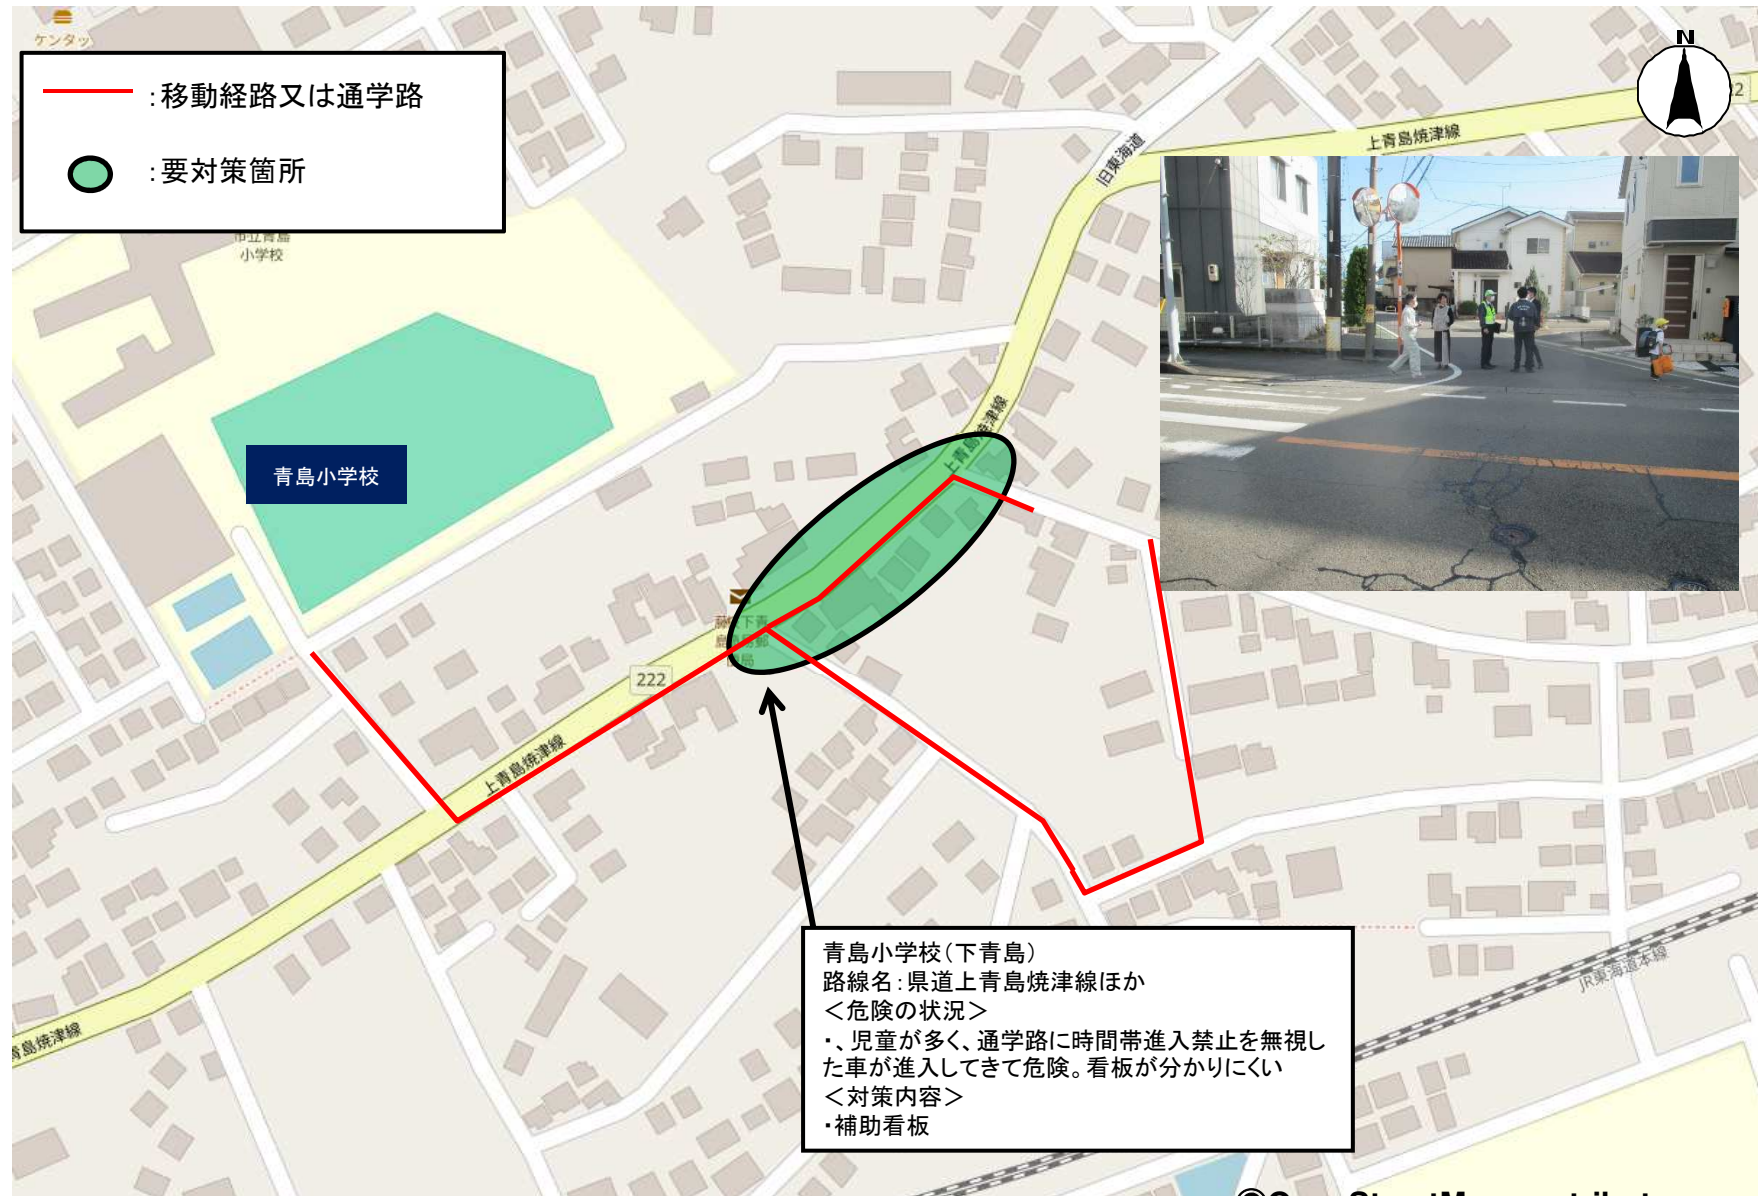 ケンタッ
N
:移動経路又は通学路
:要対策箇所
小学校
旧東海道
上青島焼津線
青島小学校
上青島焼津線
222
上青島焼津線
青島焼津線
JR東海道本線
青島小学校(下青島)
路線名:県道上青島焼津線ほか
<危険の状況>
・、児童が多く、通学路に時間帯進入禁止を無視し
た車が進入してきて危険。看板が分かりにくい
<対策内容>
・補助看板